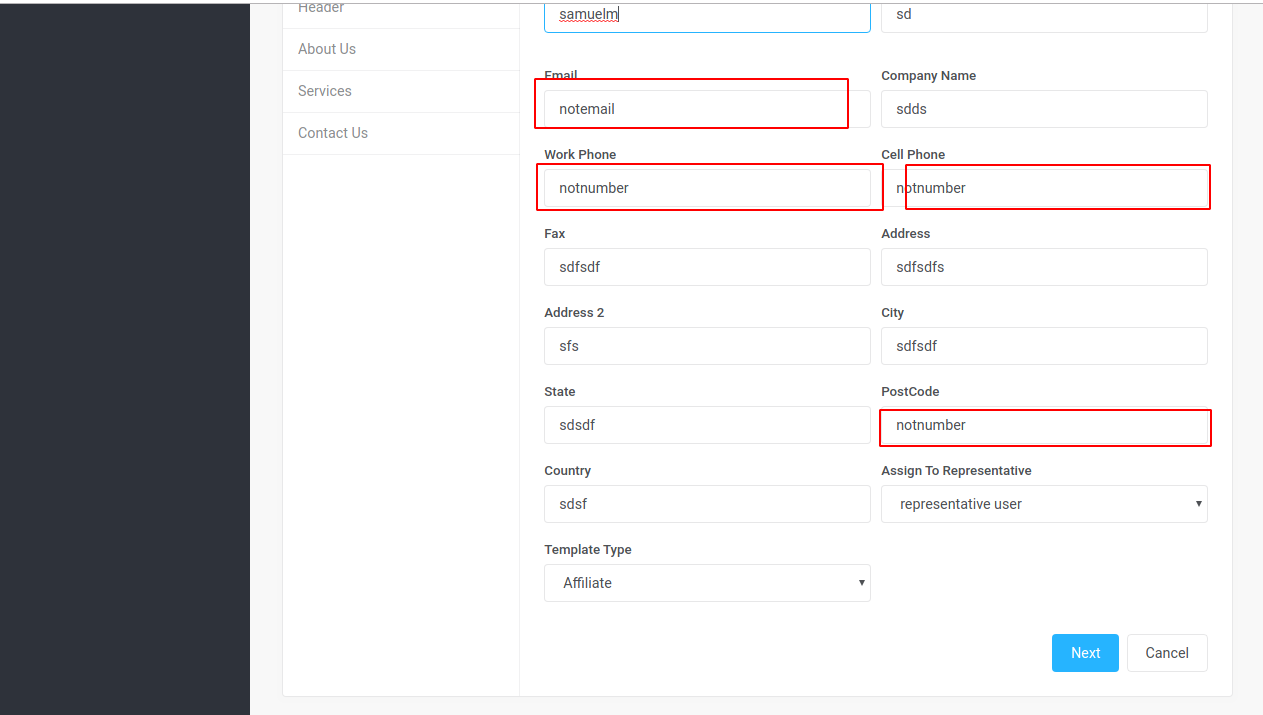 Header
About Us
Services
Contact Us
samuelm
sd
Email
Company Name
notemail
sdds
Work Phone
Cell Phone
notnumber
notnumber
Fax
Address
sdfsdf
sdfsdfs
Address 2
City
sfs
sdfsdf
State
PostCode
sdsdf
notnumber
Country
Assign To Representative
sdsf
representative user
Template Type
Affiliate
Next
Cancel